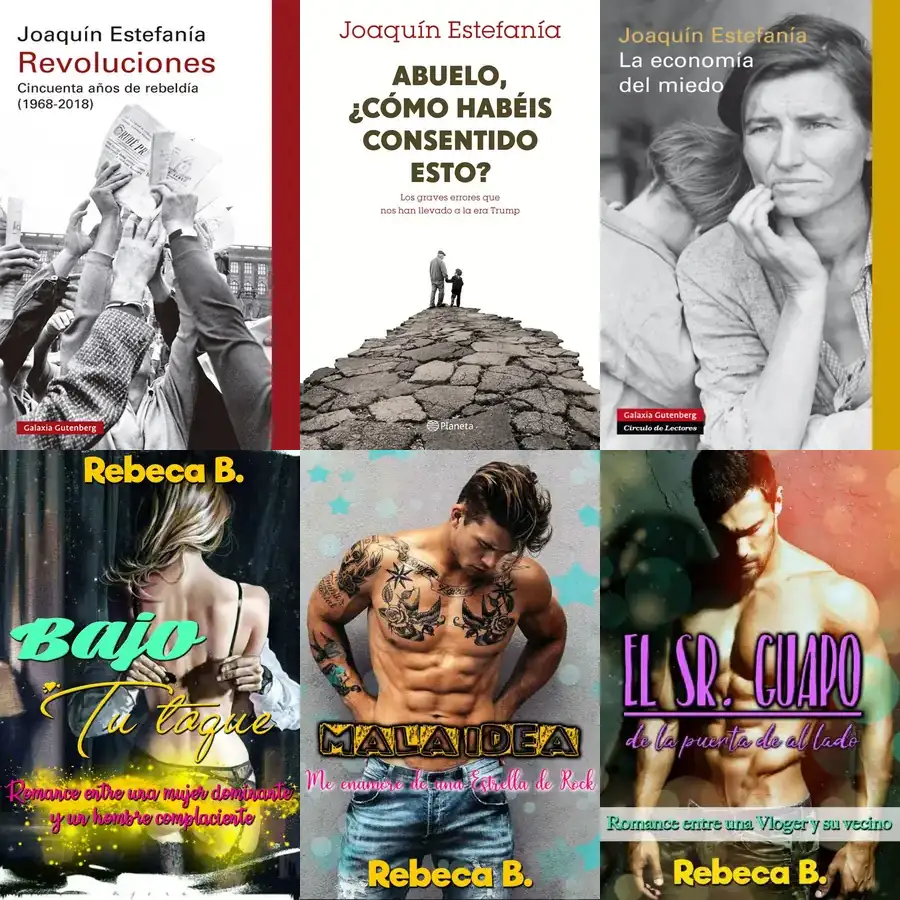 Joaquín Estefanía
Revoluciones
Cincuenta años de rebeldía
(1968-2018)
Galaxia Gutenberg
Joaquín Estefanía
ABUELO,
¿CÓMO HABÉIS
CONSENTIDO
ESTO?
Los graves errores que
nos han llevado a la era Trump
Planeta
Joaquín Estefanía
La economía
del miedo
Galaxia Gutenberg
Círculo de Lectores
Rebeca B.
Bajo
Tu toque
Romance entre una mujer dominante
y un hombre complaciente
MALA IDEA
Me enamoré de una Estrella de Rock
Rebeca B.
EL SR. GUAPO
de la puerta de al lado
Romance entre una Vloger y su vecino
Rebeca B.